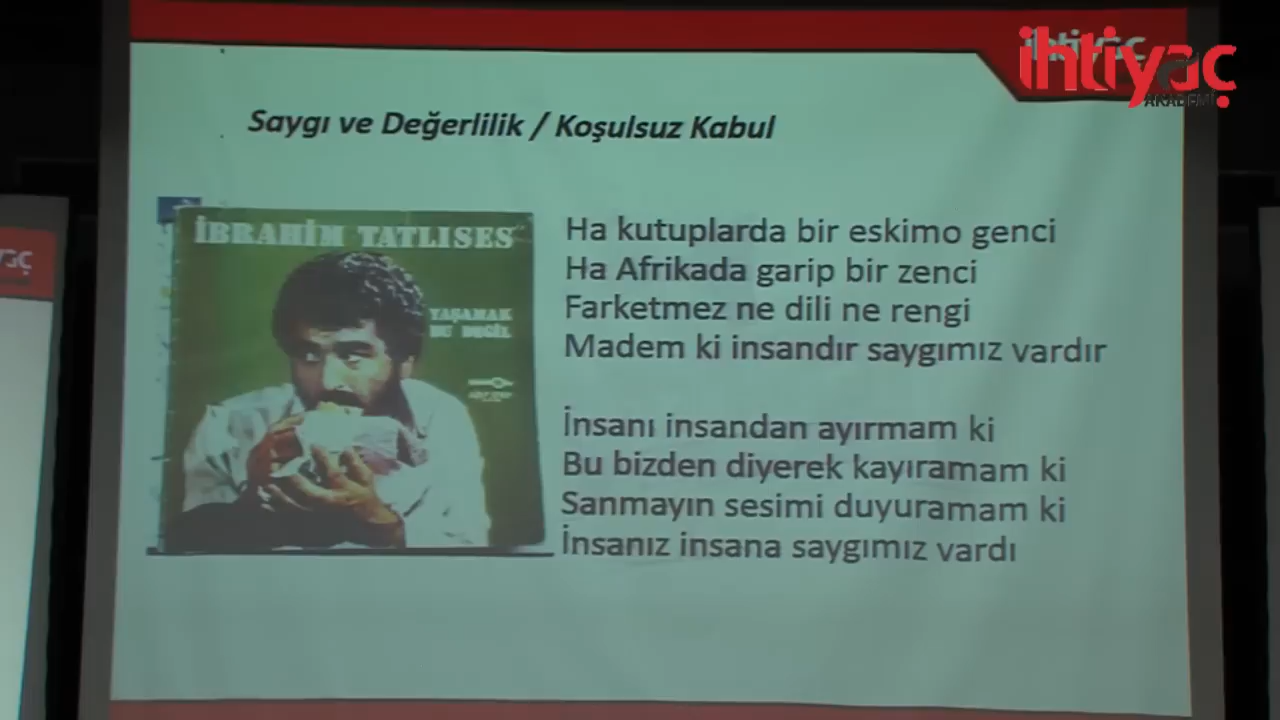 ihtiyaç
AKADEMİ
Saygı ve Değerlilik / Koşulsuz Kabul
İBRAHİM TATLISES
YAŞAMAK
BU DEĞİL
Ha kutuplarda bir eskimo genci
Ha Afrikada garip bir zenci
Farketmez ne dili ne rengi
Madem ki insandır saygımız vardır
İnsanı insandan ayırmam ki
Bu bizden diyerek kayıramam ki
Sanmayın sesimi duyuramam ki
İnsanız insana saygımız vardı